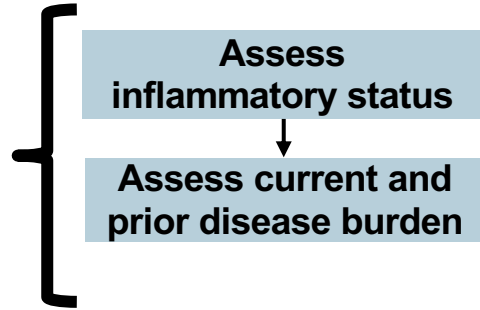 Assess
inflammatory status
Assess current and
prior disease burden